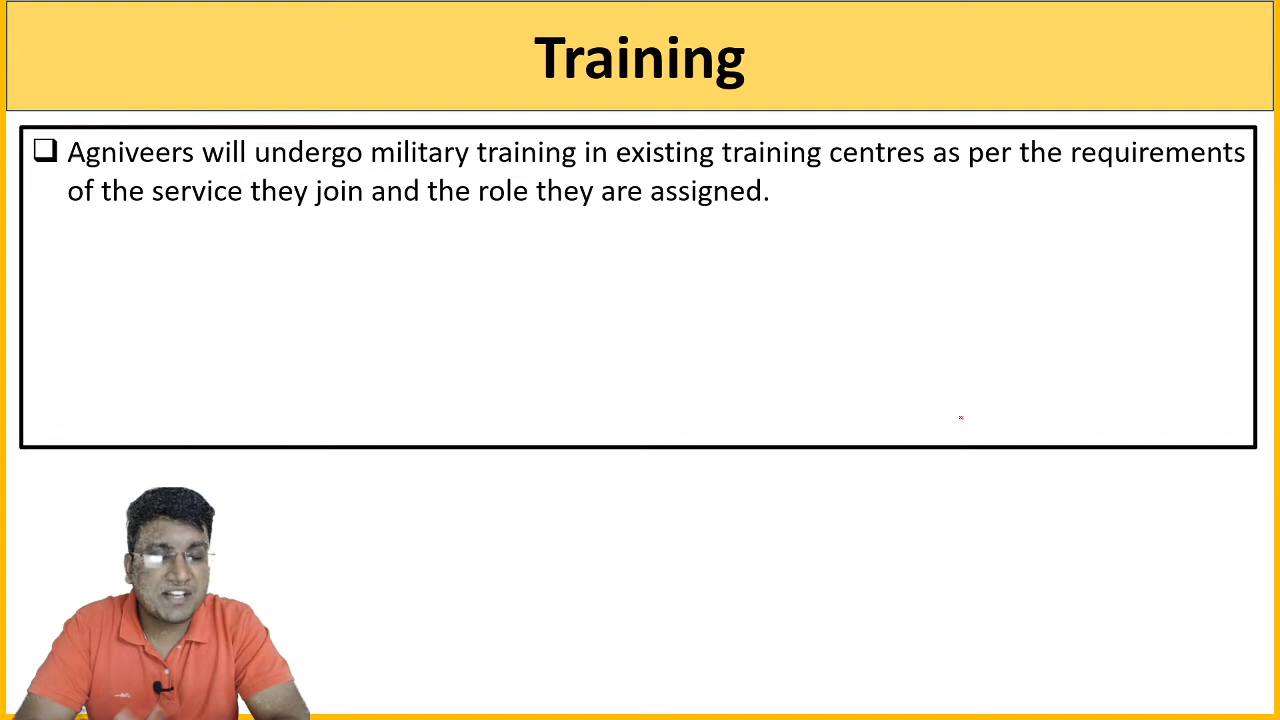 Training
Agniveers will undergo military training in existing training centres as per the requirements
of the service they join and the role they are assigned.